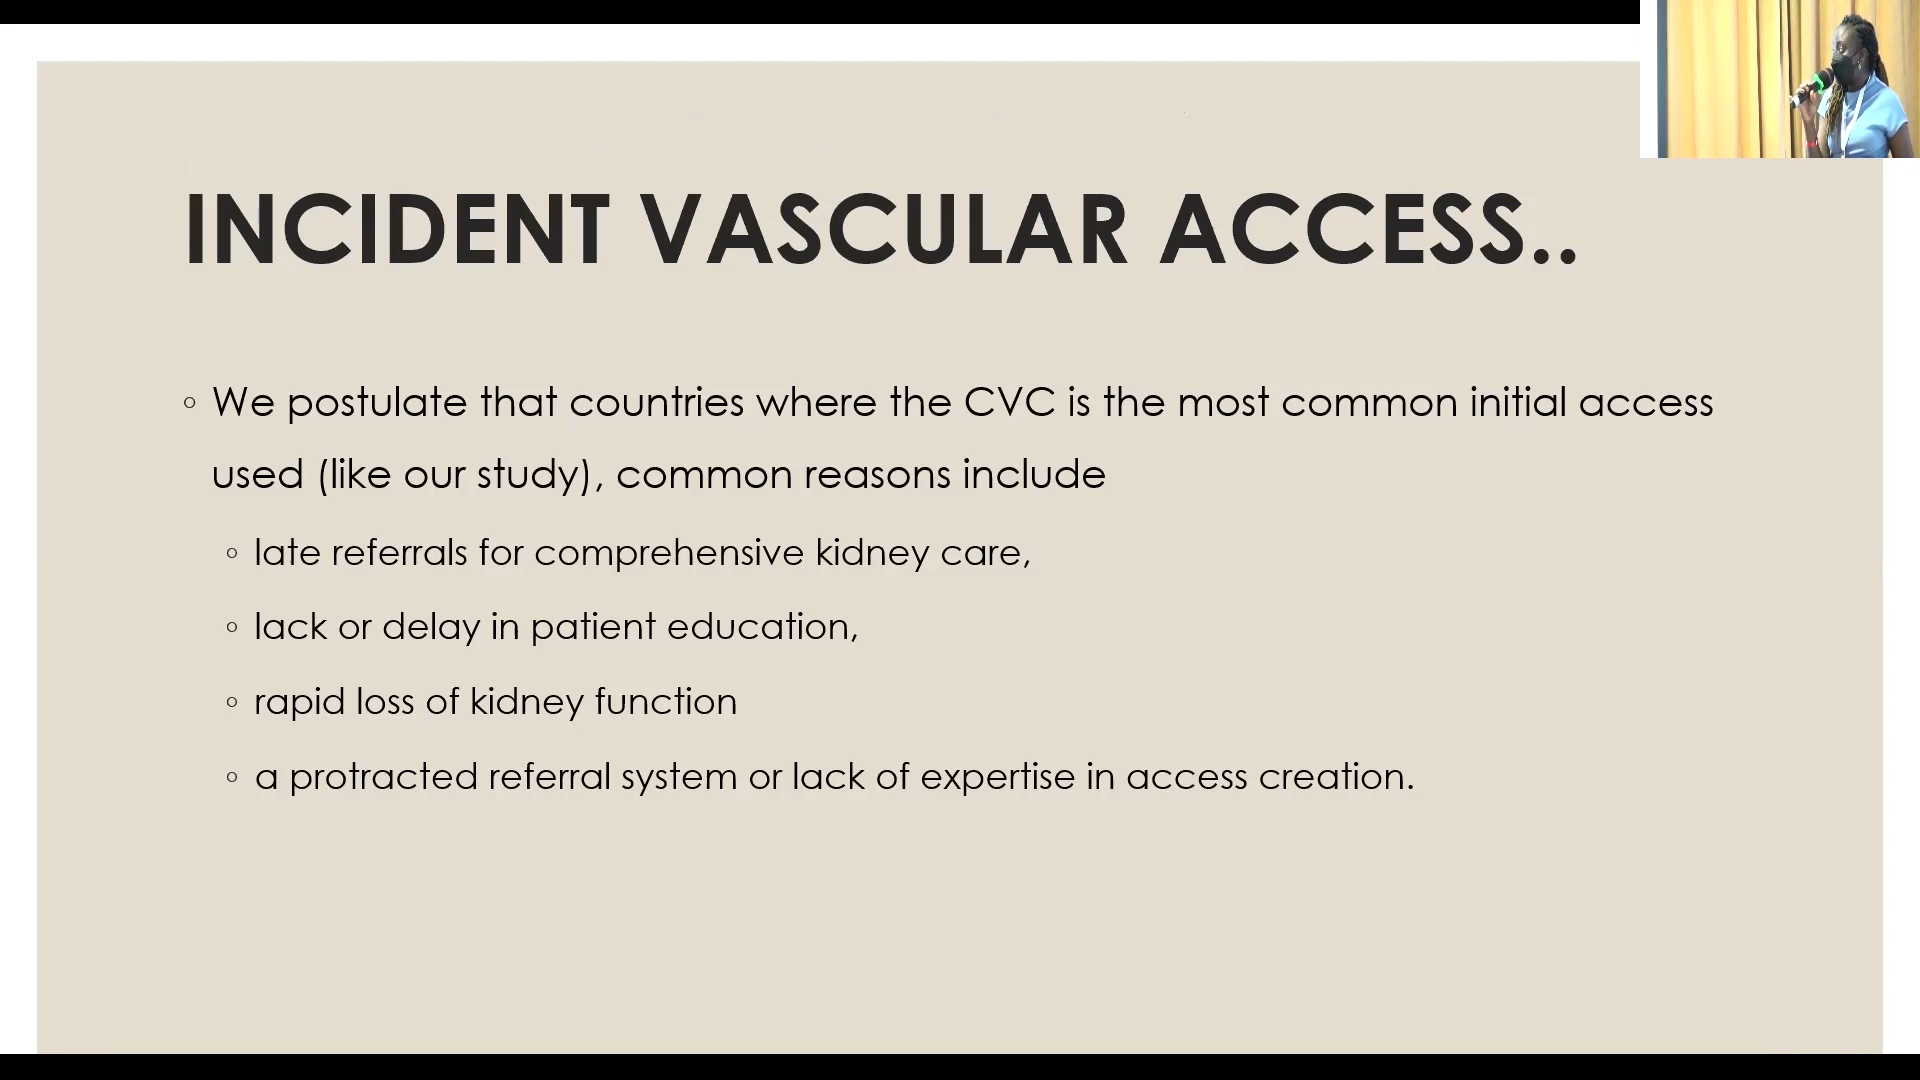 INCIDENT VASCULAR ACCESS..
◦ We postulate that countries where the CVC is the most common initial access
used (like our study), common reasons include
◦ late referrals for comprehensive kidney care,
◦ lack or delay in patient education,
◦ rapid loss of kidney function
◦ a protracted referral system or lack of expertise in access creation.